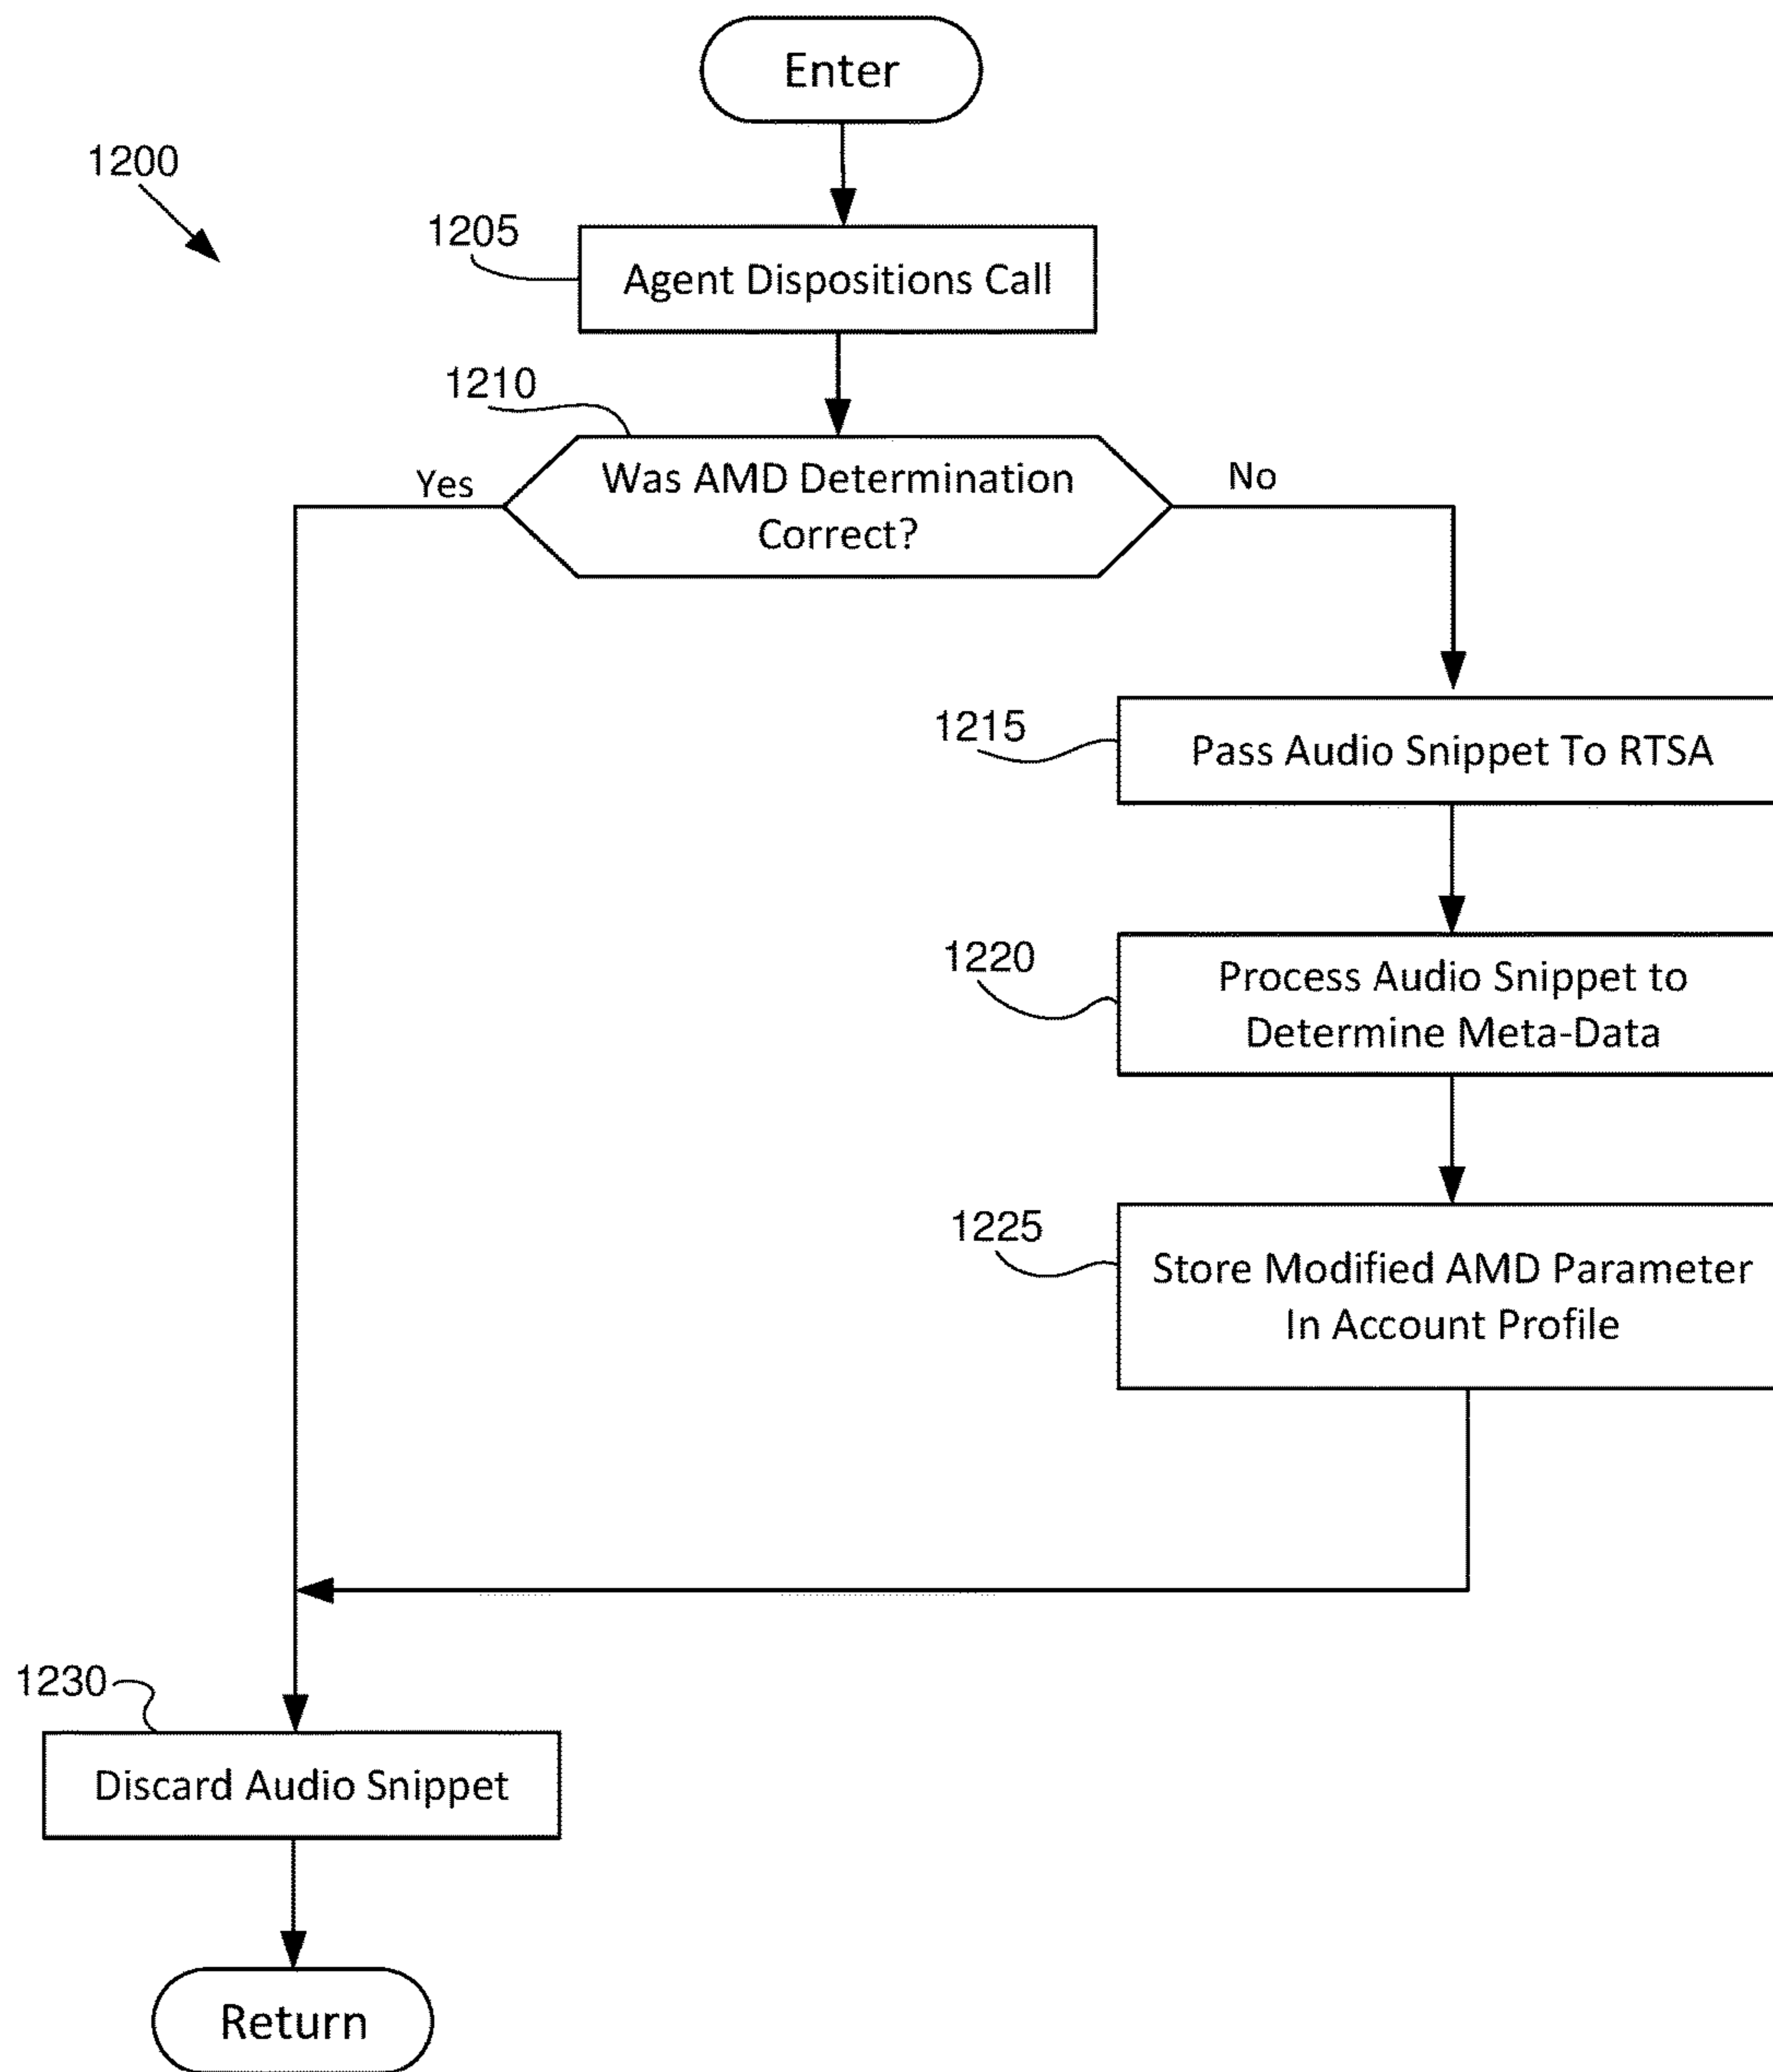 Enter
1200
1205
Agent Dispositions Call
1210
Yes
Was AMD Determination
Correct?
No
1215
Pass Audio Snippet To RTSA
1220
Process Audio Snippet to
Determine Meta-Data
1225
Store Modified AMD Parameter
In Account Profile
1230
Discard Audio Snippet
Return